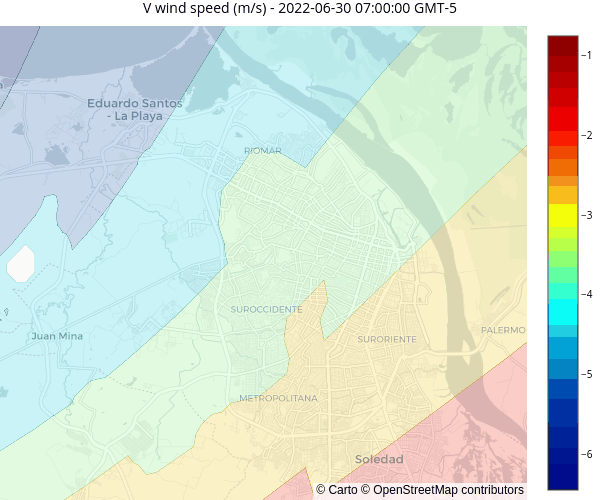 V wind speed (m/s) - 2022-06-30 07:00:00 GMT-5
−1
Eduardo Santos
- La Playa
−2
RIOMAR
−3
−4
SUROCCIDENTE
Juan Mina
SURORIENTE
PALERMO
−5
METROPOLITANA
Soledad
−6
© Carto © OpenStreetMap contributors